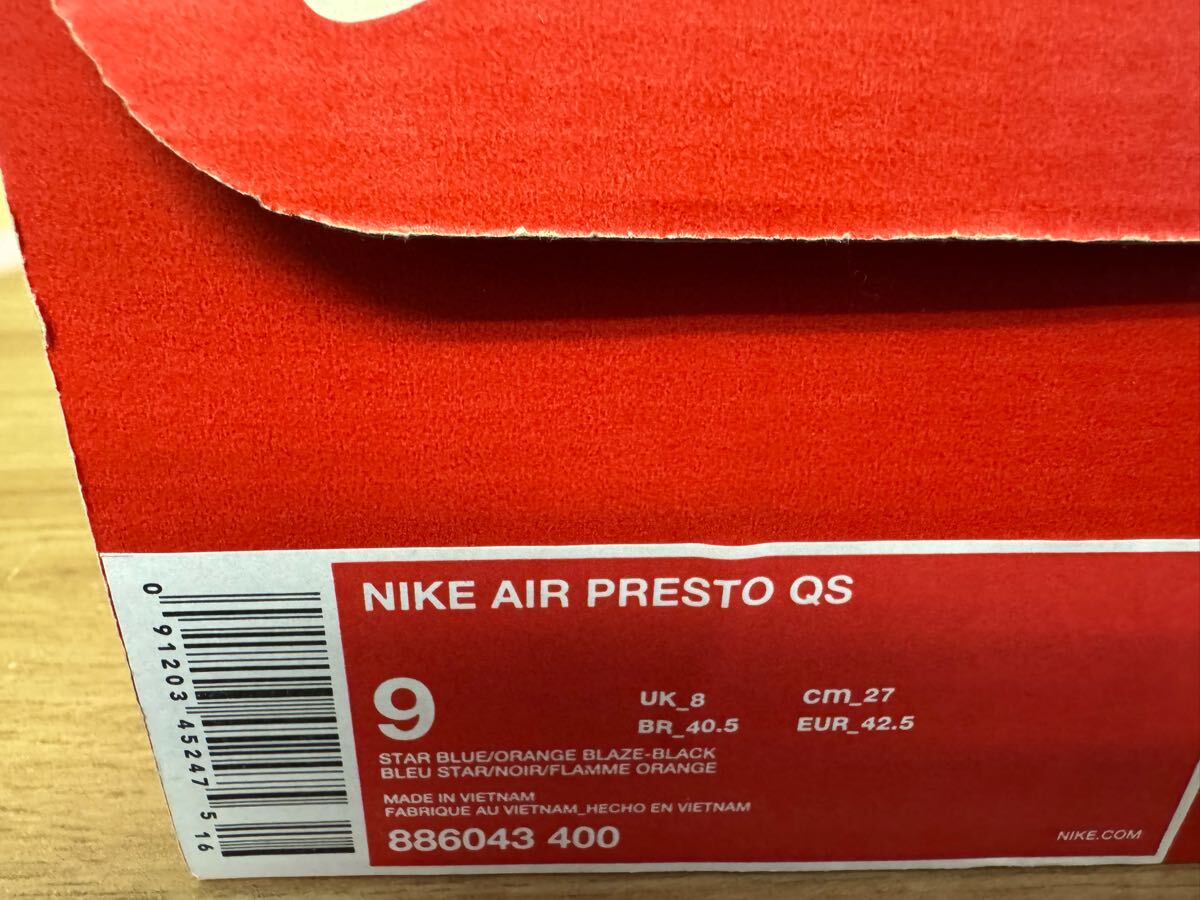 NIKE AIR PRESTO QS
9
UK_8 cm_27
BR_40.5 EUR_42.5
STAR BLUE/ORANGE BLAZE-BLACK
BLEU STAR/NOIR/FLAMME ORANGE
MADE IN VIETNAM
FABRIQUE AU VIETNAM_HECHO EN VIETNAM
886043 400
NIKE.COM
0 91203 45247 5 16